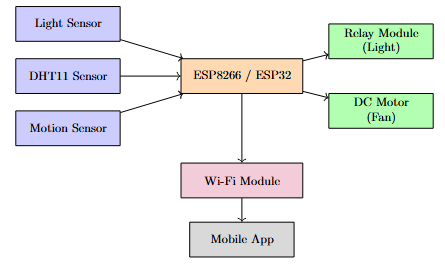 Light Sensor
DHT11 Sensor
Motion Sensor
ESP8266 / ESP32
Relay Module
(Light)
DC Motor
(Fan)
Wi-Fi Module
Mobile App